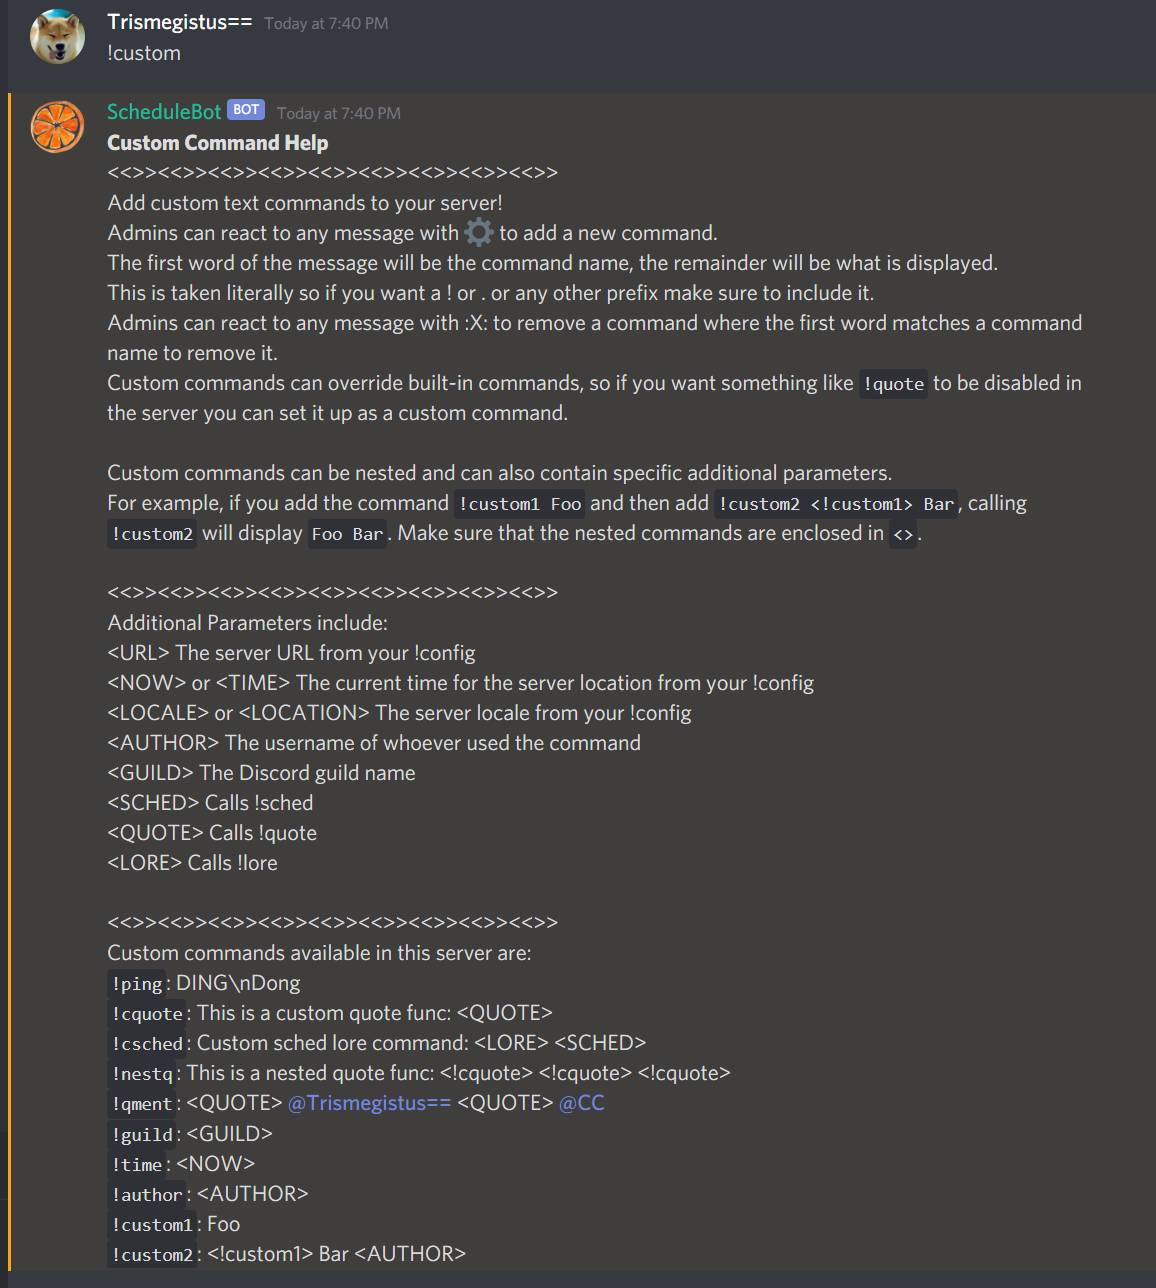 Trismegistus== Today at 7:40 PM
!custom
ScheduleBot BOT Today at 7:40 PM
Custom Command Help
<<>><<>><<>><<>><<>><<>><<>><<>><<>>
Add custom text commands to your server!
Admins can react to any message with ⚙ to add a new command.
The first word of the message will be the command name, the remainder will be what is displayed.
This is taken literally so if you want a ! or . or any other prefix make sure to include it.
Admins can react to any message with :X: to remove a command where the first word matches a command
name to remove it.
Custom commands can override built-in commands, so if you want something like !quote to be disabled in
the server you can set it up as a custom command.
Custom commands can be nested and can also contain specific additional parameters.
For example, if you add the command !custom1 Foo and then add !custom2 <!custom1> Bar, calling
!custom2 will display Foo Bar. Make sure that the nested commands are enclosed in <>.
<<>><<>><<>><<>><<>><<>><<>><<>><<>>
Additional Parameters include:
<URL> The server URL from your !config
<NOW> or <TIME> The current time for the server location from your !config
<LOCALE> or <LOCATION> The server locale from your !config
<AUTHOR> The username of whoever used the command
<GUILD> The Discord guild name
<SCHED> Calls !sched
<QUOTE> Calls !quote
<LORE> Calls !lore
<<>><<>><<>><<>><<>><<>><<>><<>><<>>
Custom commands available in this server are:
!ping: DING\nDong
!cquote: This is a custom quote func: <QUOTE>
!csched: Custom sched lore command: <LORE> <SCHED>
!nestq: This is a nested quote func: <!cquote> <!cquote> <!cquote>
!qment: <QUOTE> @Trismegistus== <QUOTE> @CC
!guild: <GUILD>
!time: <NOW>
!author: <AUTHOR>
!custom1: Foo
!custom2: <!custom1> Bar <AUTHOR>